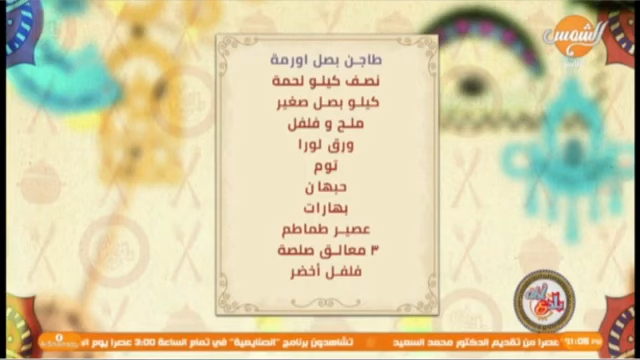 الشمس
طاجن بصل اورمة
نصف كيلو لحمة
كيلو بصل صغير
ملح و فلفل
ورق لورا
توم
حبهان
بهارات
عصير طماطم
٣ معالق صلصة
فلفل أخضر
عصرا من تقديم الدكتور محمد السعيد
تشاهدون برنامج "الصنايعية" في تمام الساعة 3:00 عصرا يوم ال